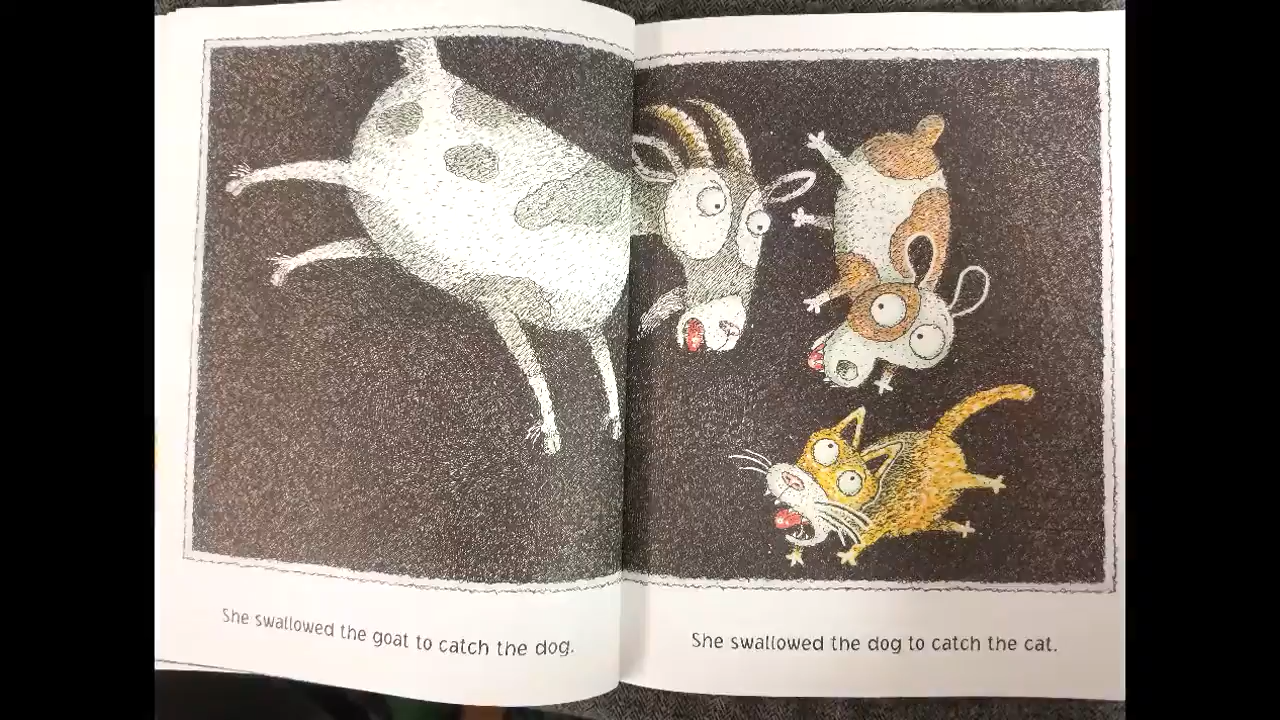 She swallowed the goat to catch the dog.
She swallowed the dog to catch the cat.